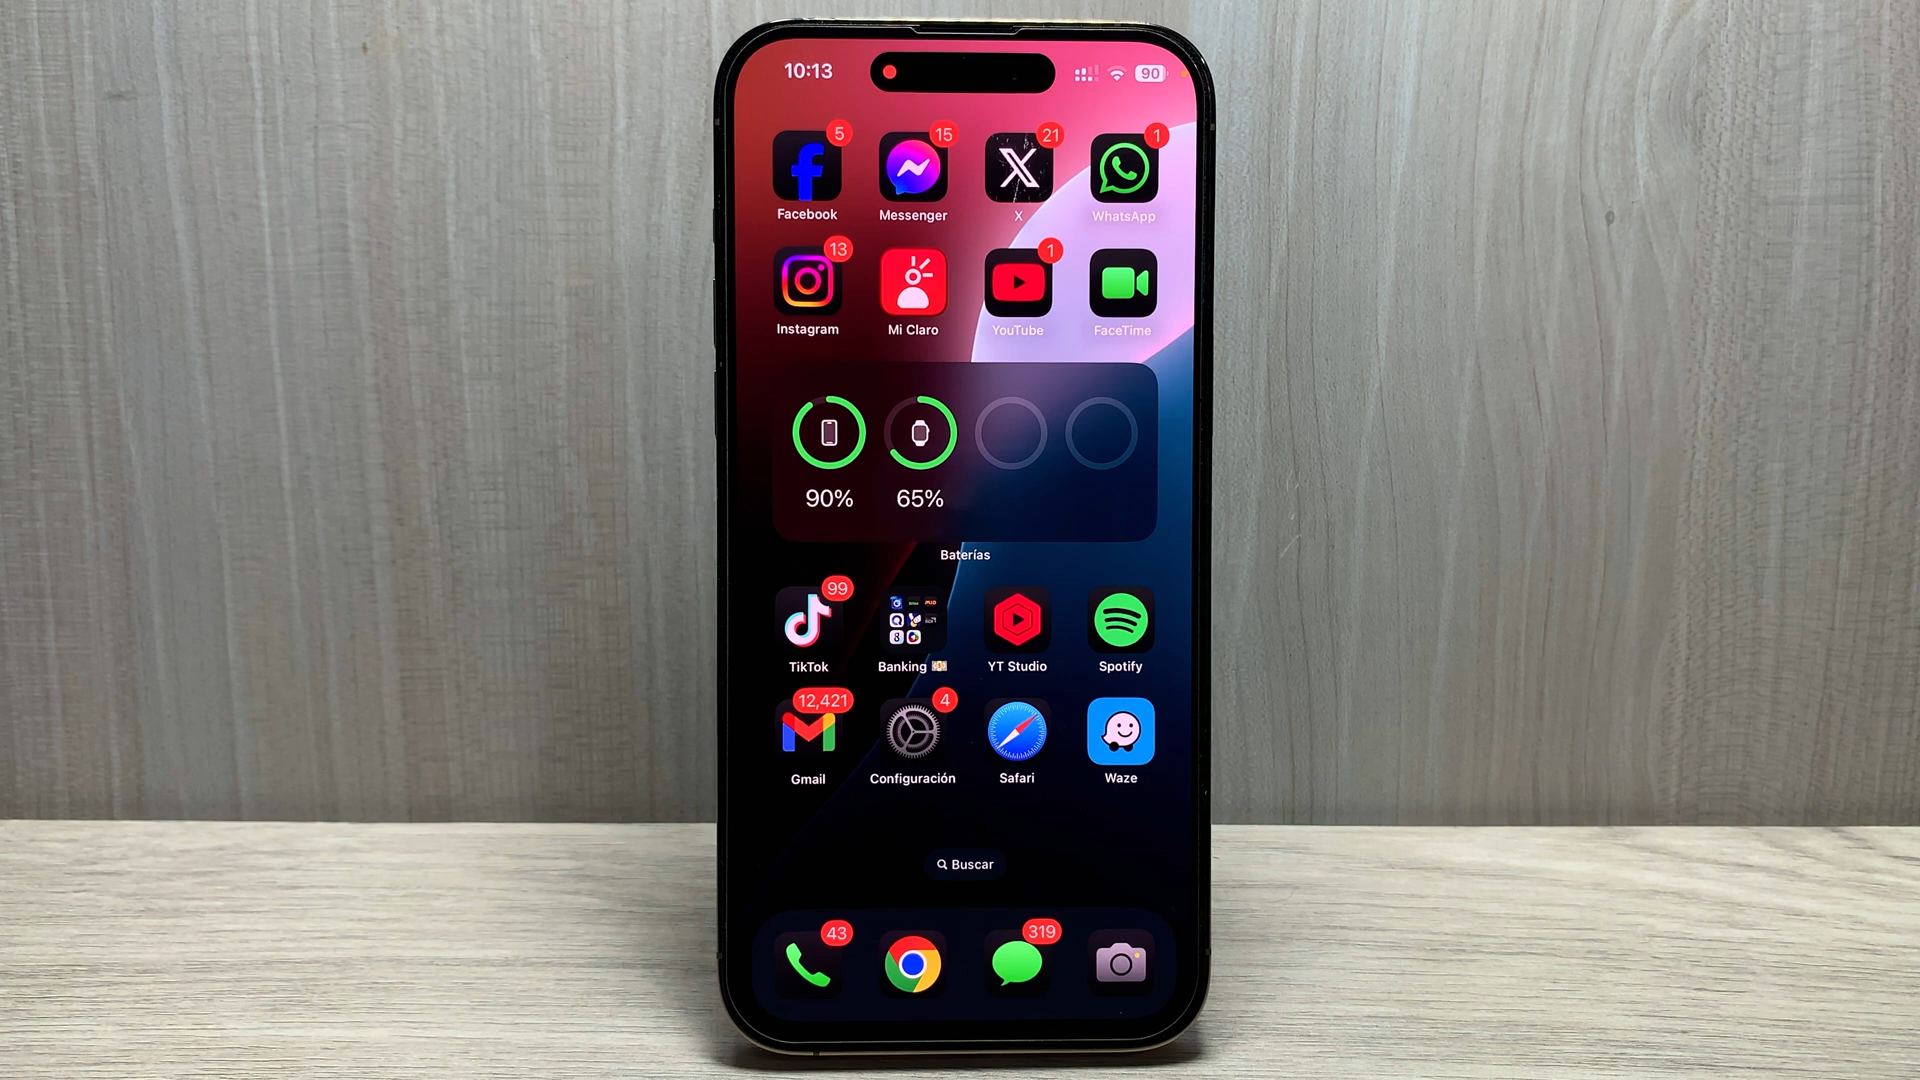 10:13
90
5
15
21
1
Facebook
Messenger
X
WhatsApp
13
1
Instagram
Mi Claro
YouTube
FaceTime
90%
65%
Baterías
99
TikTok
Banking
YT Studio
Spotify
12,421
4
Gmail
Configuración
Safari
Waze
Buscar
43
319